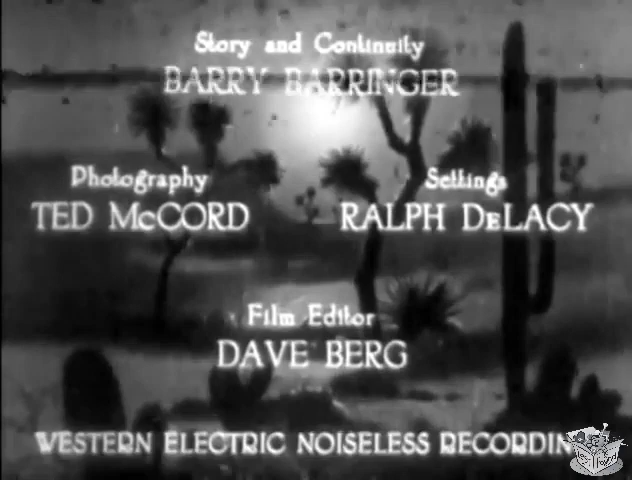 Story and Continuity
BARRY BARRINGER
Photography
TED McCORD
Settings
RALPH DeLACY
Film Editor
DAVE BERG
WESTERN ELECTRIC NOISELESS RECORDING